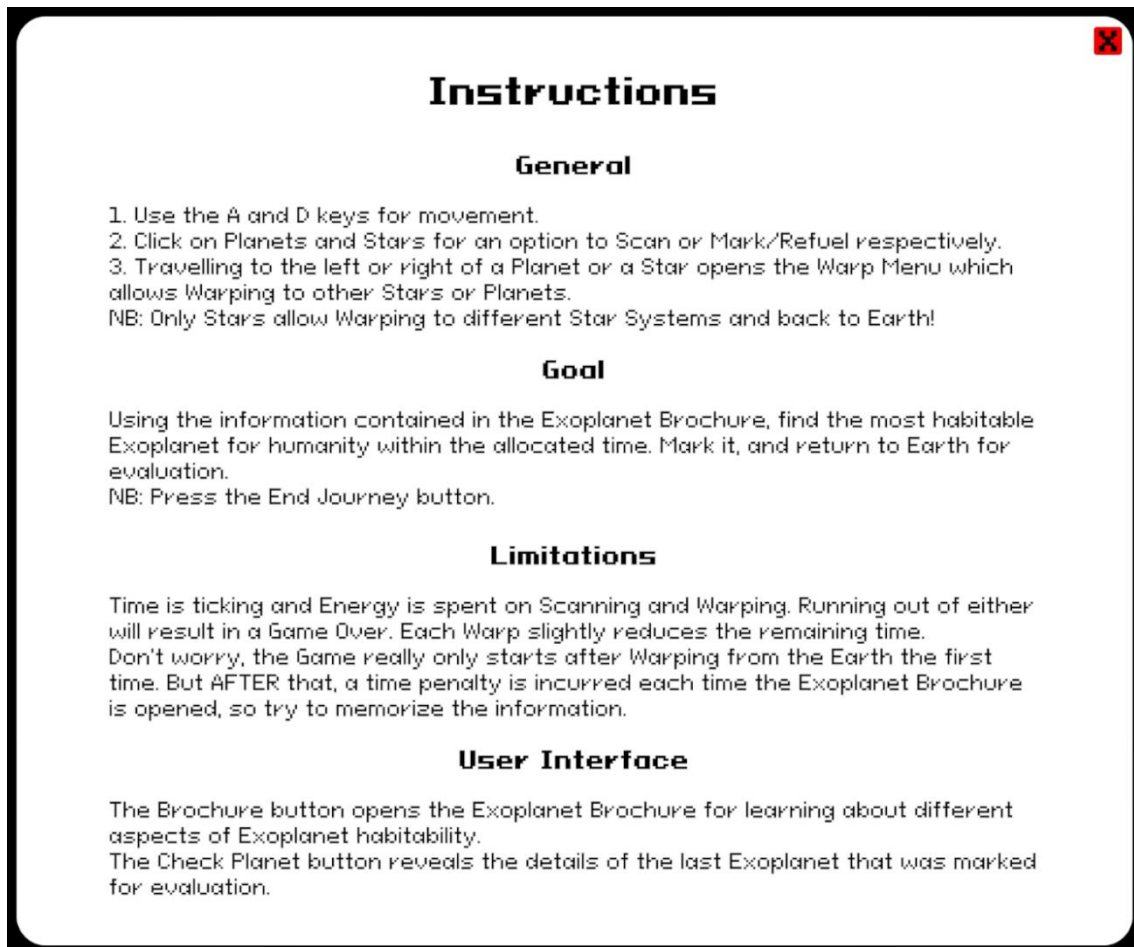 X
Instructions
General
1. Use the A and D keys for movement.
2. Click on Planets and Stars for an option to Scan or Mark/Refuel respectively.
3. Travelling to the left or right of a Planet or a Star opens the Warp Menu which
allows Warping to other Stars or Planets.
NB: Only Stars allow Warping to different Star Systems and back to Earth!
Goal
Using the information contained in the Exoplanet Brochure, find the most habitable
Exoplanet for humanity within the allocated time. Mark it, and return to Earth for
evaluation.
NB: Press the End Journey button.
Limitations
Time is ticking and Energy is spent on Scanning and Warping. Running out of either
will result in a Game Over. Each Warp slightly reduces the remaining time.
Don't worry, the Game really only starts after Warping from the Earth the first
time. But AFTER that, a time penalty is incurred each time the Exoplanet Brochure
is opened, so try to memorize the information.
User Interface
The Brochure button opens the Exoplanet Brochure for learning about different
aspects of Exoplanet habitability.
The Check Planet button reveals the details of the last Exoplanet that was marked
for evaluation.